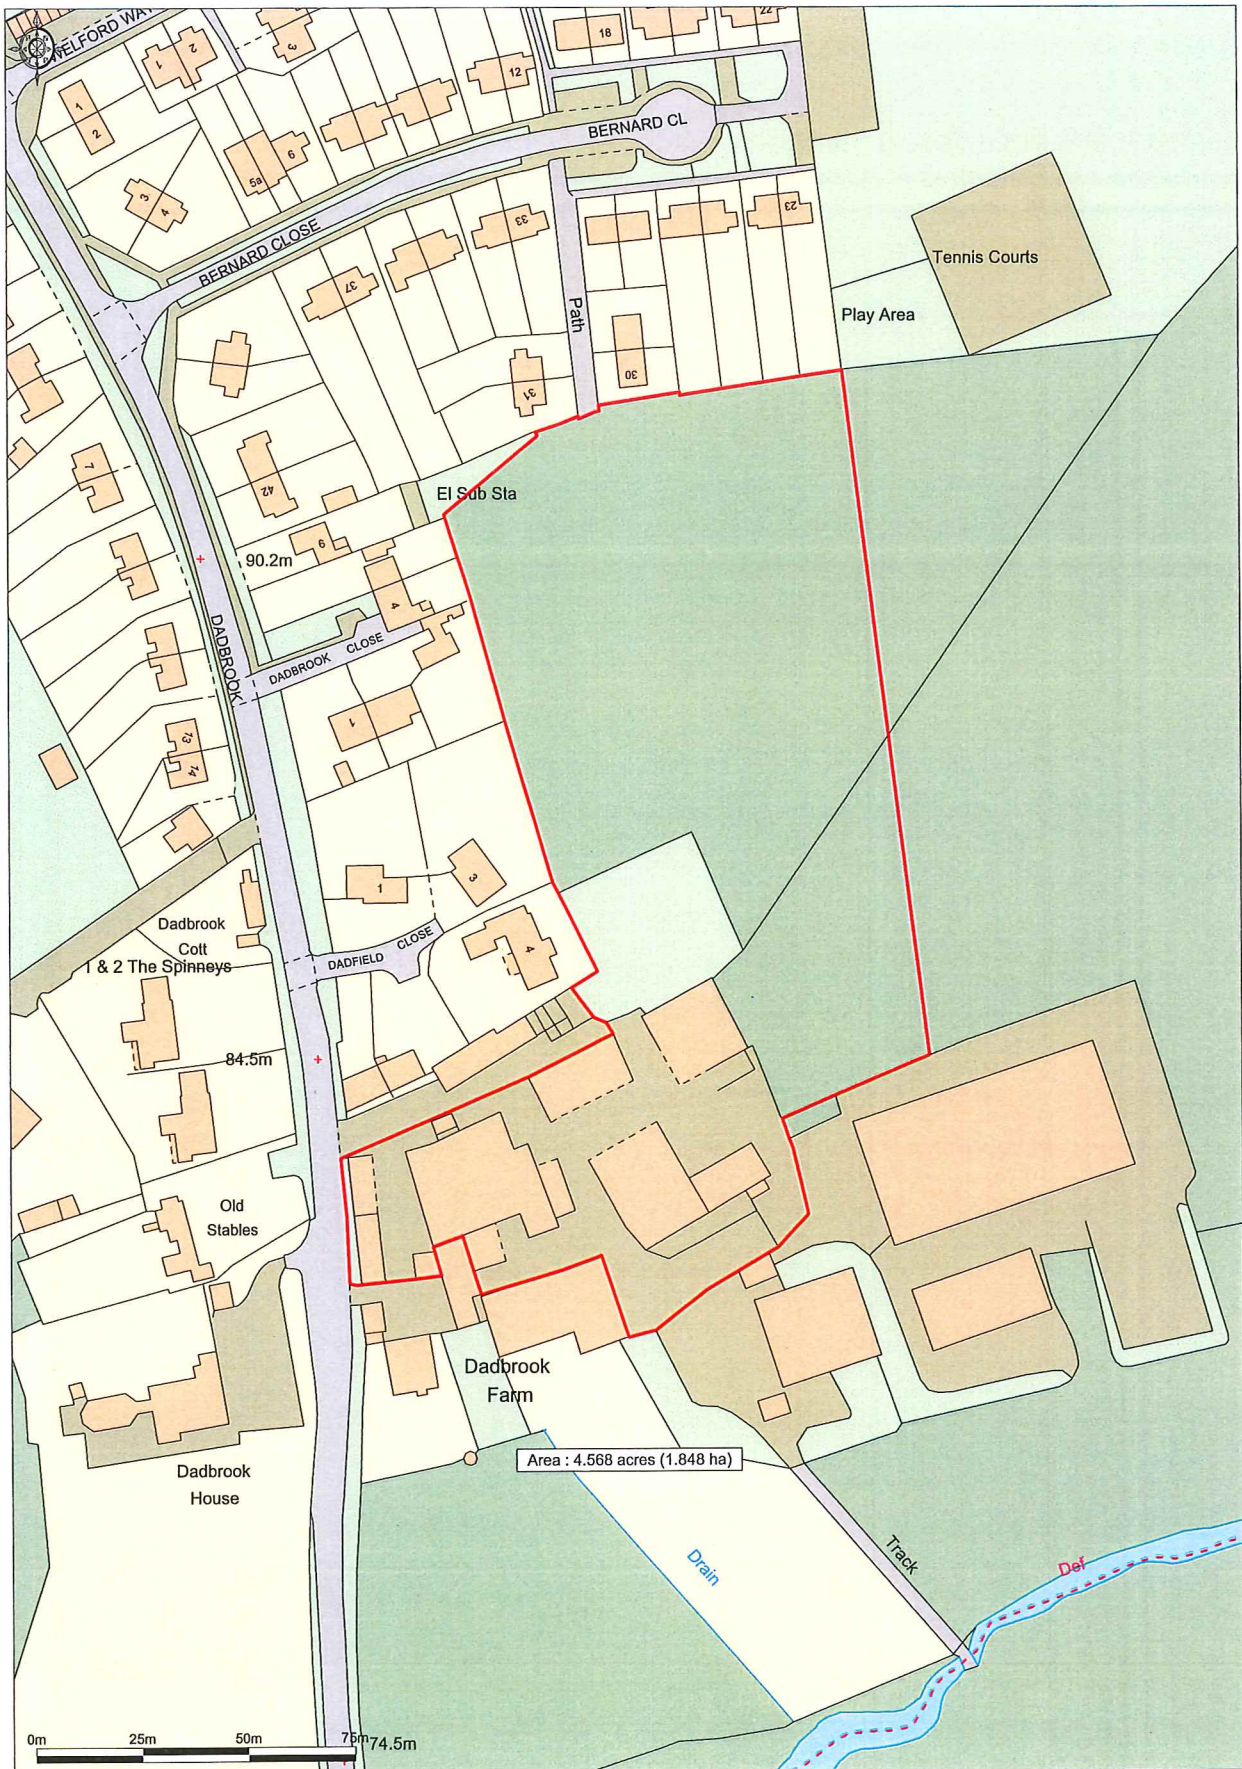 WELFORD WAY
1
2
3
18
22
12
1
2
BERNARD CL
5a
6
3
4
33
23
BERNARD CLOSE
Tennis Courts
37
Path
Play Area
30
31
7
42
El Sub Sta
9
90.2m
4
DADBROOK
DADBROOK CLOSE
1
13
14
1
3
Dadbrook
Cott
4
1 & 2 The Spinneys
DADFIELD CLOSE
84.5m
Old
Stables
Dadbrook
Farm
Area : 4.568 acres (1.848 ha)
Dadbrook
House
Track
Drain
Def
0m
25m
50m
75m
74.5m